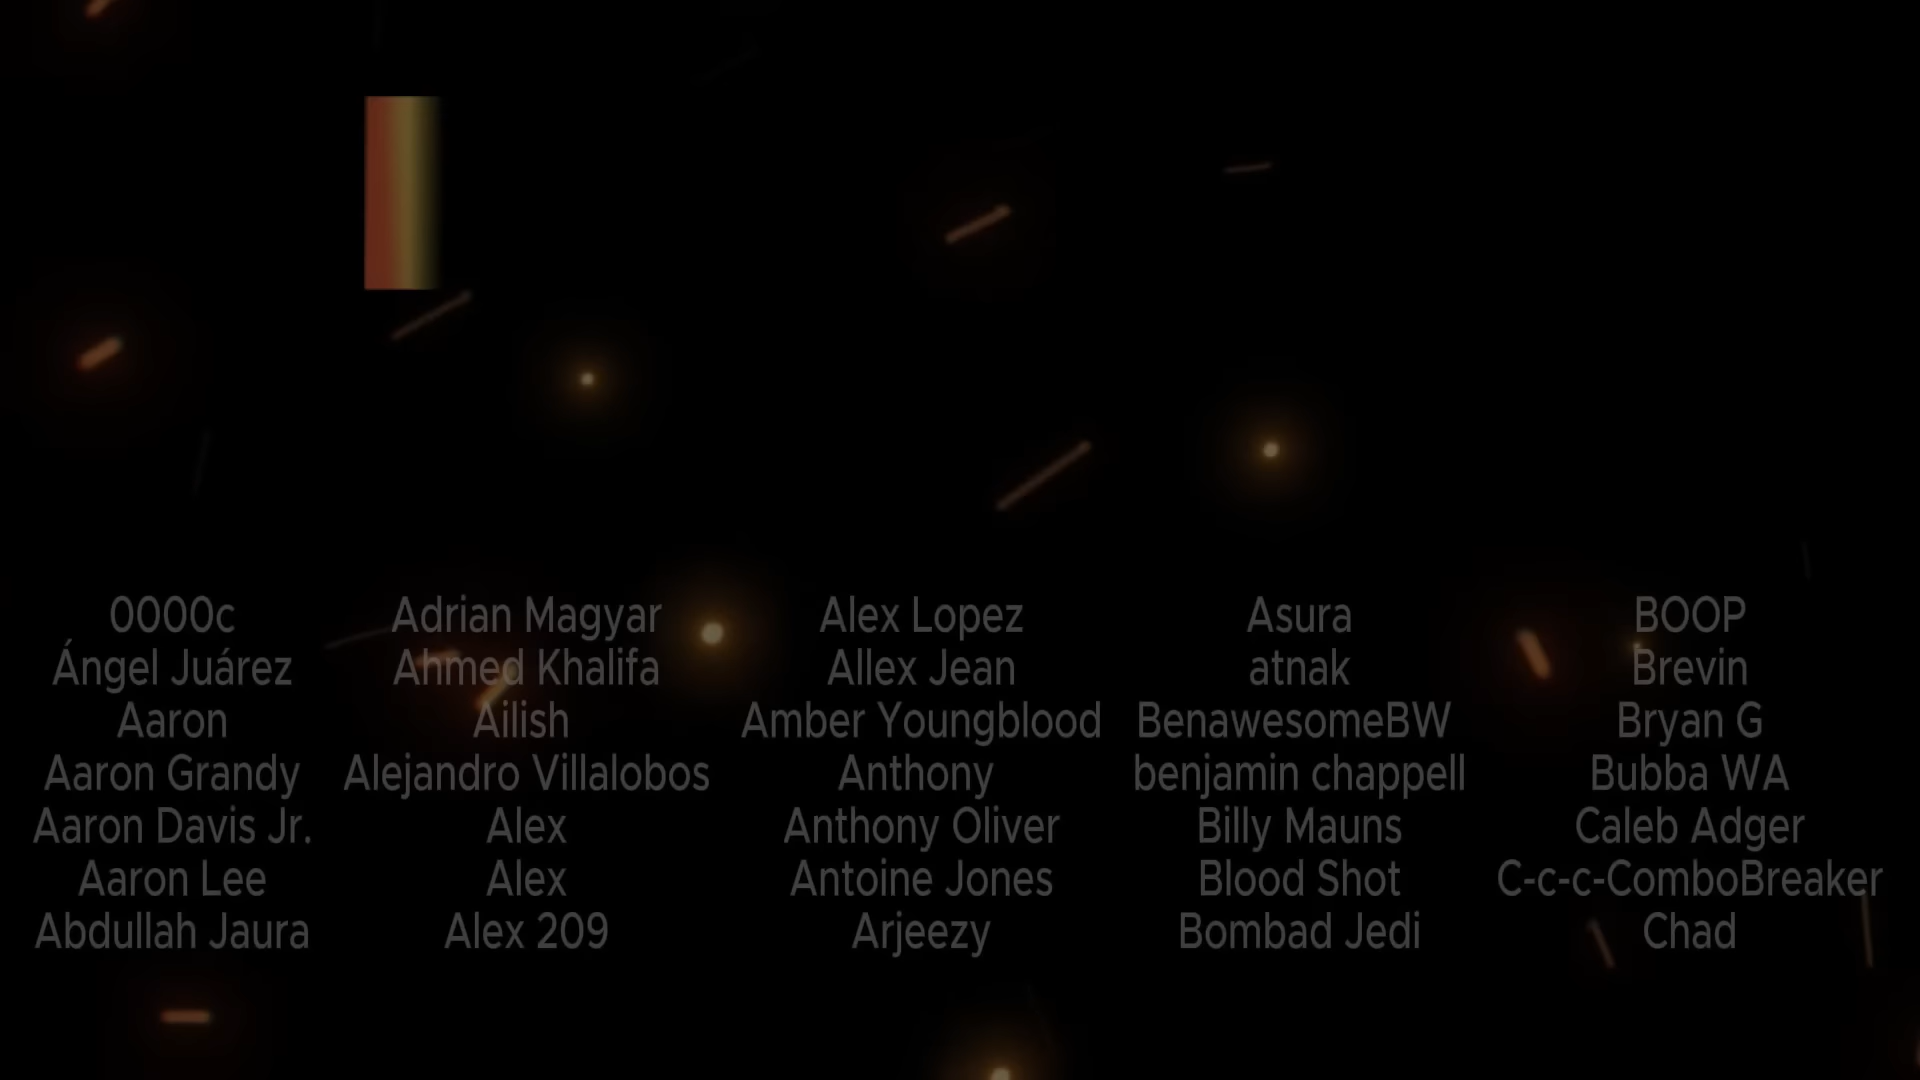 0000c
Ángel Juárez
Aaron
Aaron Grandy
Aaron Davis Jr.
Aaron Lee
Abdullah Jaura
Adrian Magyar
Ahmed Khalifa
Ailish
Alejandro Villalobos
Alex
Alex
Alex 209
Alex Lopez
Allex Jean
Amber Youngblood
Anthony
Anthony Oliver
Antoine Jones
Arjeezy
Asura
atnak
BenawesomeBW
benjamin chappell
Billy Mauns
Blood Shot
Bombad Jedi
BOOP
Brevin
Bryan G
Bubba WA
Caleb Adger
C-c-c-ComboBreaker
Chad